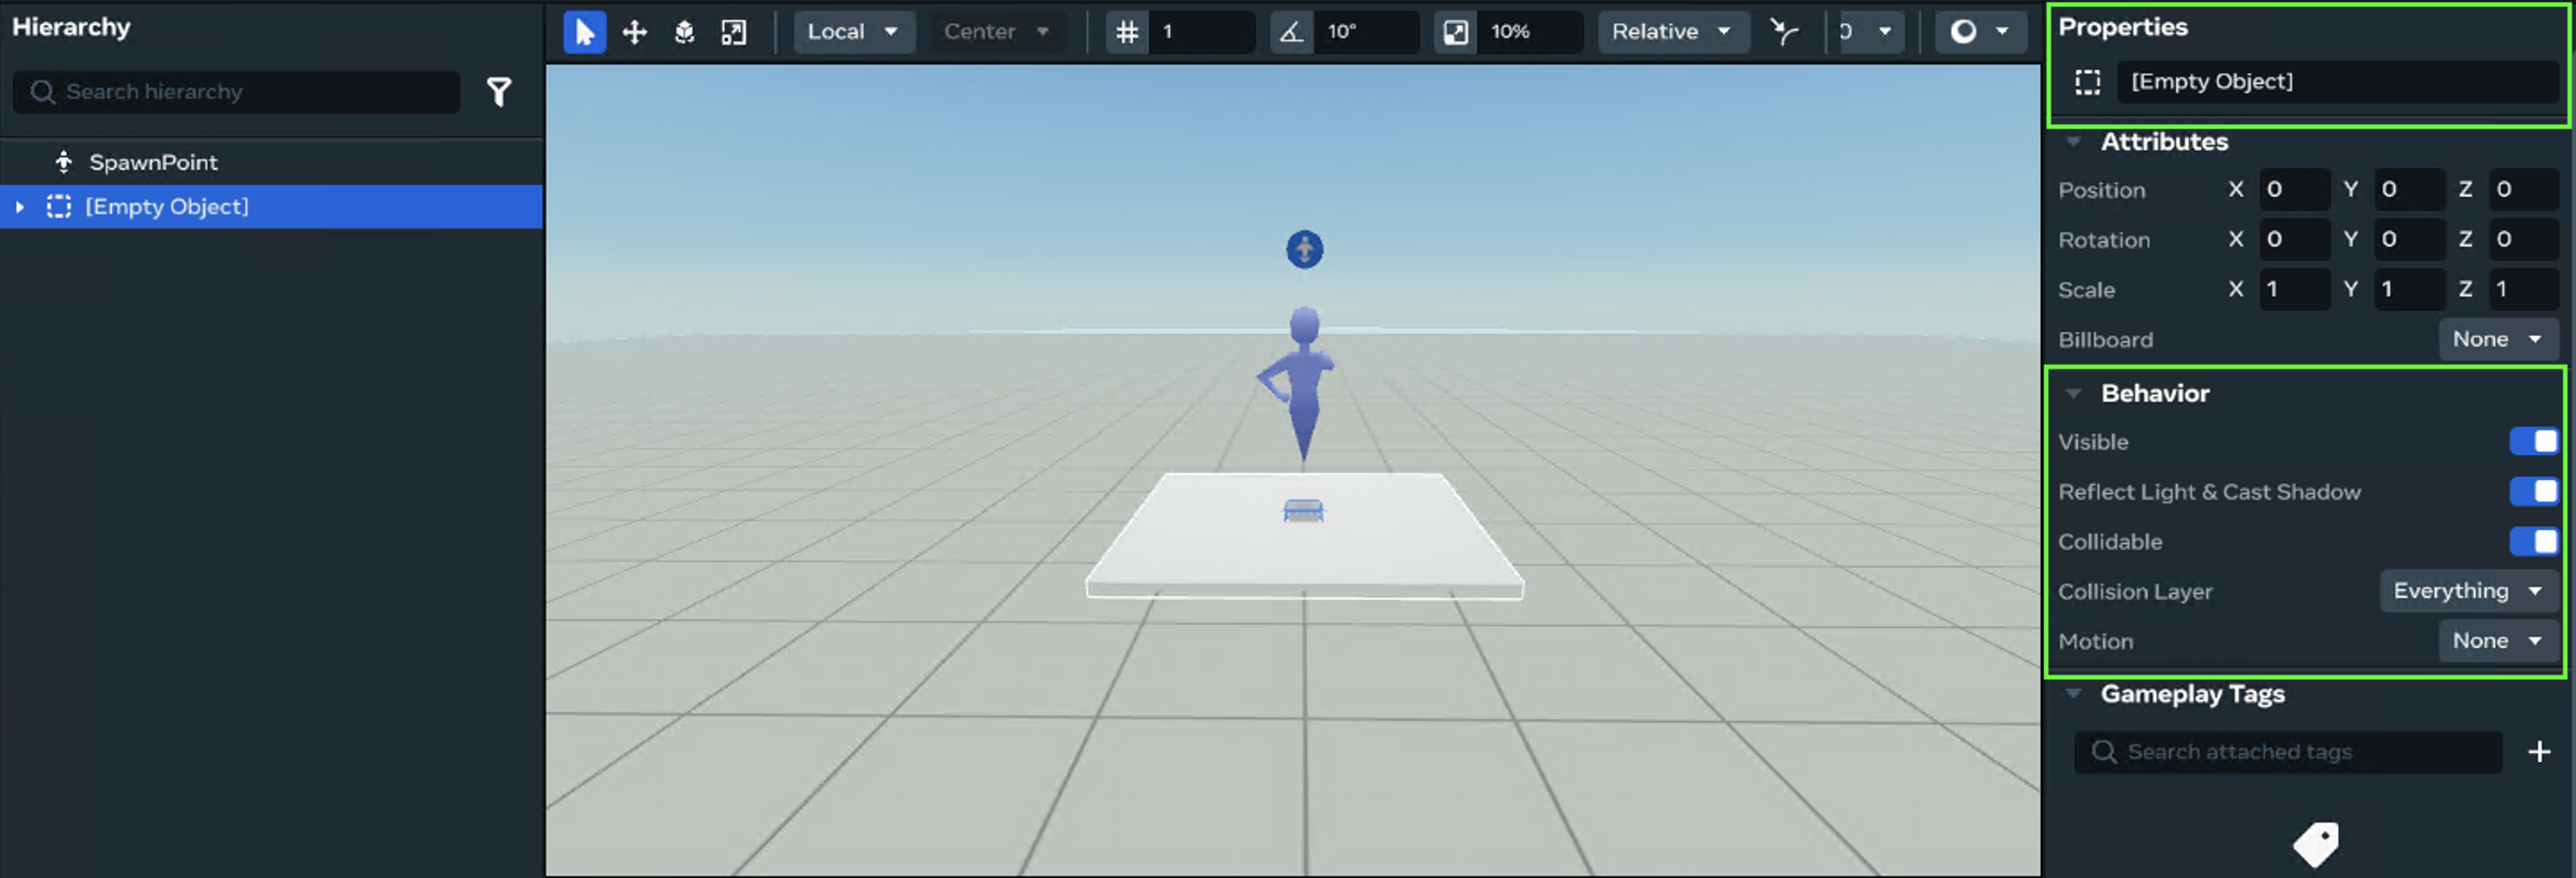 Hierarchy
Search hierarchy
SpawnPoint
[Empty Object]
Local
Center
1
10°
10%
Relative
0
Properties
[Empty Object]
Attributes
Position X 0 Y 0 Z 0
Rotation X 0 Y 0 Z 0
Scale X 1 Y 1 Z 1
Billboard None
Behavior
Visible
Reflect Light & Cast Shadow
Collidable
Collision Layer Everything
Motion None
Gameplay Tags
Search attached tags